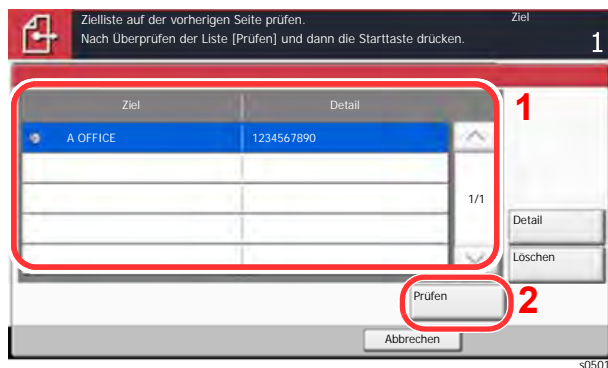 Zielliste auf der vorherigen Seite prüfen.
Nach Überprüfen der Liste [Prüfen] und dann die Starttaste drücken.
Ziel
1
Ziel
Detail
1
A OFFICE
1234567890
1/1
Detail
Löschen
Prüfen
2
Abbrechen
s0501